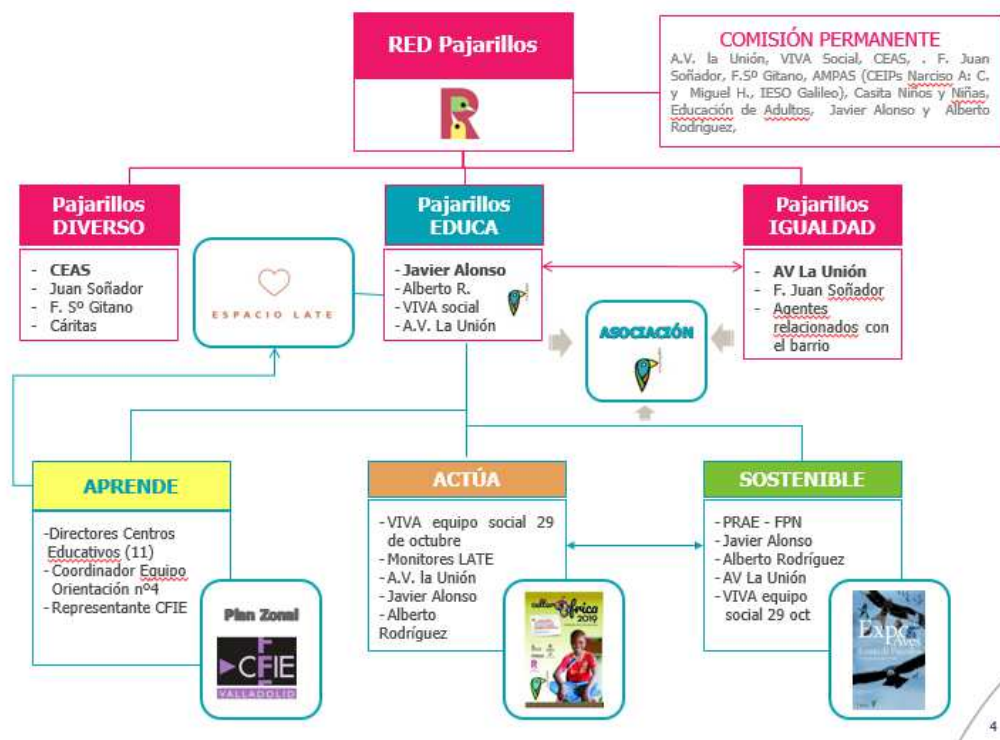 RED Pajarillos
R
COMISIÓN PERMANENTE
A.V. la Unión, VIVA Social, CEAS, . F. Juan
Soñador, F.Sº Gitano, AMPAS (CEIPs Narciso A: C.
y Miguel H., IESO Galileo), Casita Niños y Niñas,
Educación de Adultos, Javier Alonso y Alberto
Rodríguez,
Pajarillos
DIVERSO
- CEAS
- Juan Soñador
- F. Sº Gitano
- Cáritas
ESPACIO LATE
Pajarillos
EDUCA
- Javier Alonso
- Alberto R.
- VIVA social
- A.V. La Unión
ASOCIACIÓN
Pajarillos
IGUALDAD
- AV La Unión
- F. Juan Soñador
- Agentes
relacionados con
el barrio
APRENDE
-Directores Centros
Educativos (11)
- Coordinador Equipo
Orientación nº4
- Representante CFIE
Plan Zonal
CFIE
VALLADOLID
ACTÚA
- VIVA equipo social 29
de octubre
- Monitores LATE
- A.V. la Unión
- Javier Alonso
- Alberto
Rodríguez
2019
SOSTENIBLE
- PRAE - FPN
- Javier Alonso
- Alberto Rodríguez
- AV La Unión
- VIVA equipo
social 29 oct
Expo
Aves
4